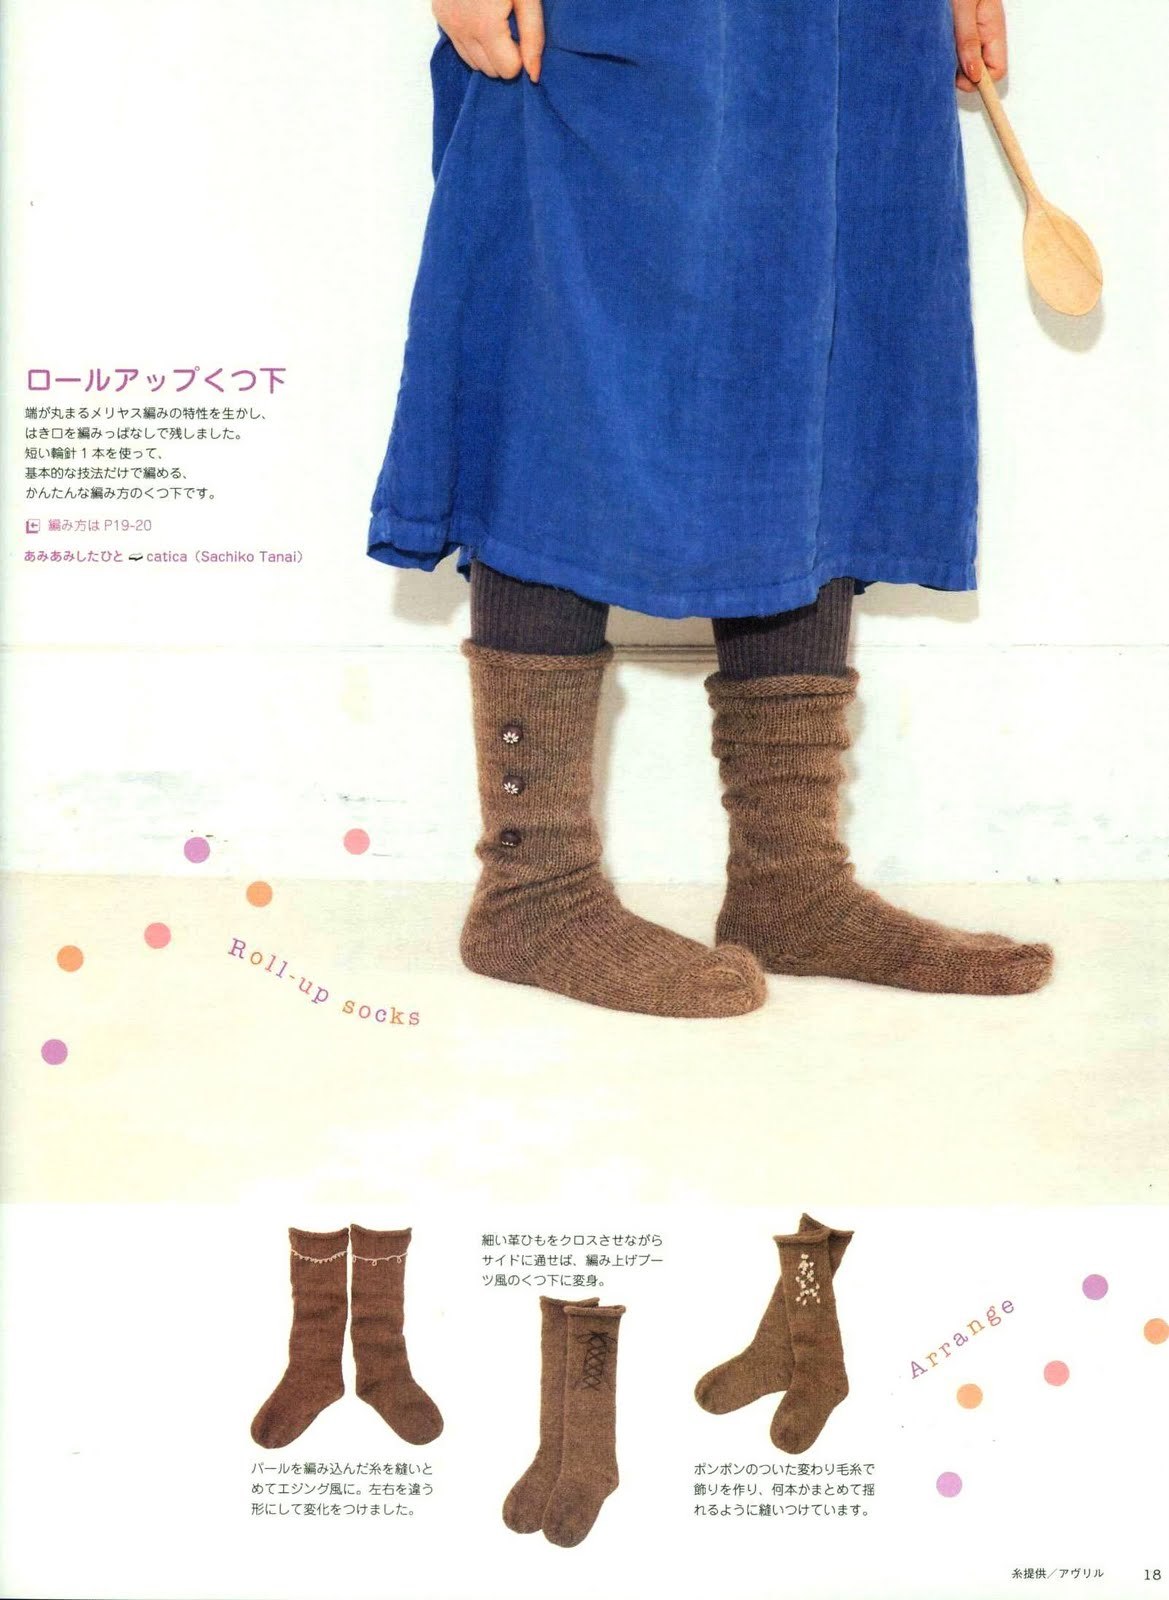 ロールアップくつ下
端が丸まるメリヤス編みの特性を生かし、
はき口を編みっぱなしで残しました。
短い輪針1本を使って、
基本的な技法だけで編める、
かんたんな編み方のくつ下です。
編み方は P19-20
あみあみしたひと catica（Sachiko Tanai）
Roll-up socks
細い革ひもをクロスさせながら
サイドに通せば、編み上げブー
ツ風のくつ下に変身。
Arrange
パールを編み込んだ糸を縫いと
めてエジング風に。左右を違う
形にして変化をつけました。
ポンポンのついた変わり毛糸で
飾りを作り、何本かまとめて揺
れるように縫いつけています。
糸提供／アヴリル
18